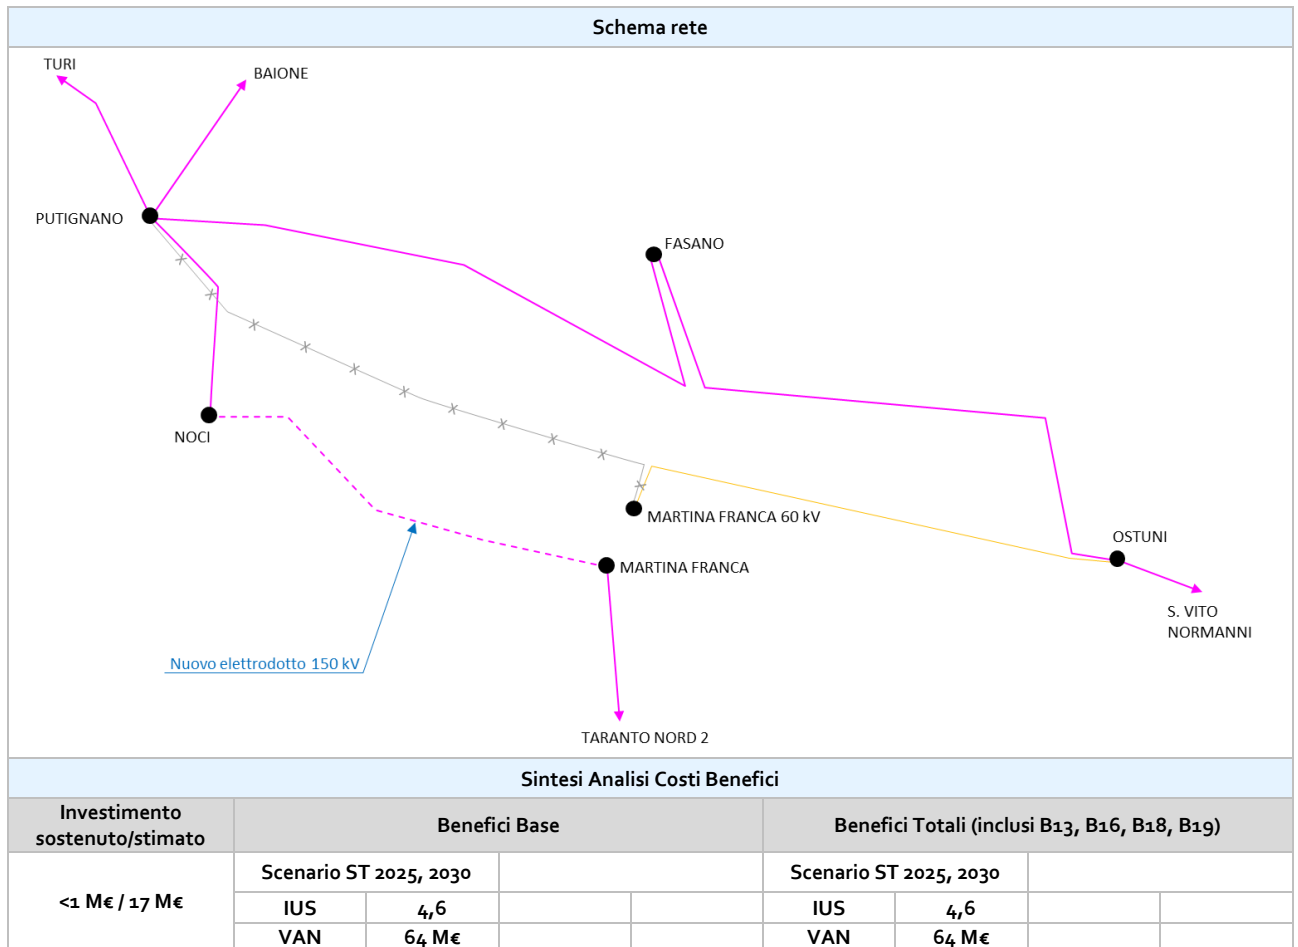 Schema rete
TURI
BAIONE
PUTIGNANO
FASANO
NOCI
MARTINA FRANCA 60 kV
OSTUNI
MARTINA FRANCA
S. VITO
NORMANNI
Nuovo elettrodotto 150 kV
TARANTO NORD 2
Sintesi Analisi Costi Benefici
Investimento
sostenuto/stimato
Benefici Base
Benefici Totali (inclusi B13, B16, B18, B19)
<1 M€ / 17 M€
Scenario ST 2025, 2030
Scenario ST 2025, 2030
IUS 4,6
IUS 4,6
VAN 64 M€
VAN 64 M€